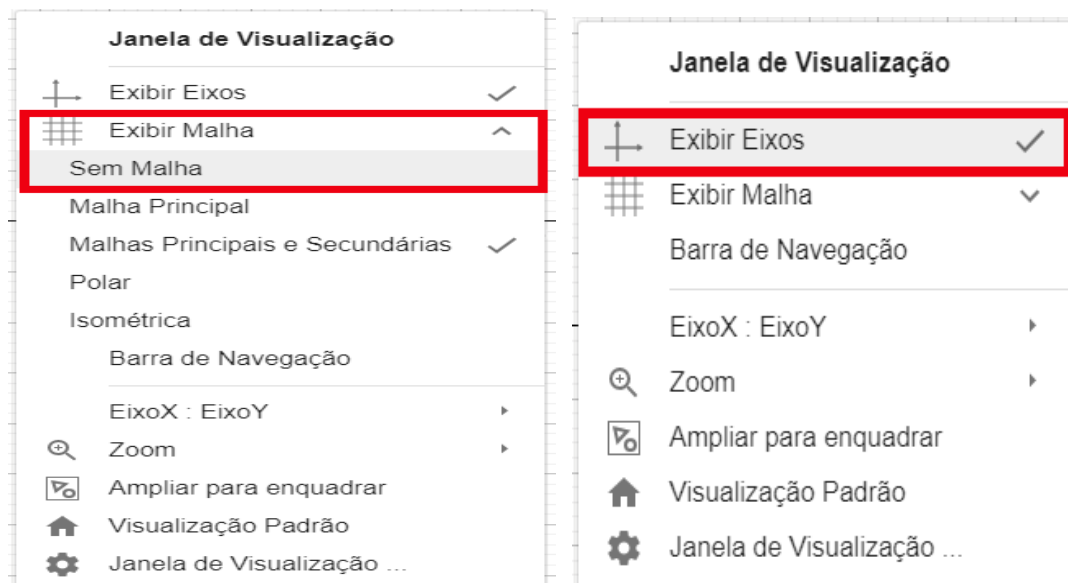 Janela de Visualização
Exibir Eixos
Exibir Malha
Sem Malha
Malha Principal
Malhas Principais e Secundárias
Polar
Isométrica
Barra de Navegação
EixoX : EixoY
Zoom
Ampliar para enquadrar
Visualização Padrão
Janela de Visualização ...
Janela de Visualização
Exibir Eixos
Exibir Malha
Barra de Navegação
EixoX : EixoY
Zoom
Ampliar para enquadrar
Visualização Padrão
Janela de Visualização ...